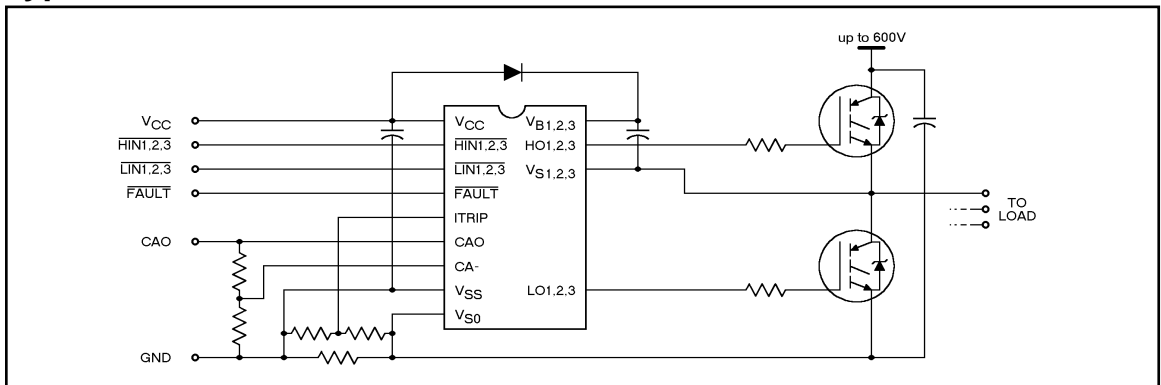 up to 600V
VCC
HIN1,2,3
LIN1,2,3
FAULT
CAO
GND
VCC
HIN1,2,3
LIN1,2,3
FAULT
ITRIP
CAO
CA-
VSS
VS0
VB1,2,3
HO1,2,3
VS1,2,3
LO1,2,3
TO
LOAD